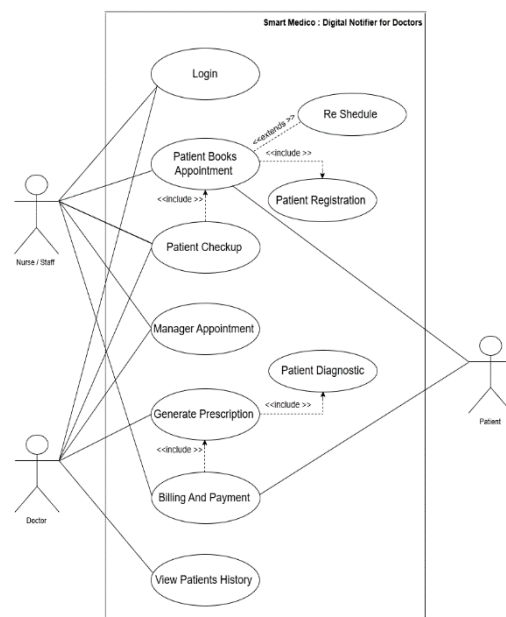 Smart Medico : Digital Notifier for Doctors
Login
<<extends >>
Re Shedule
Patient Books
Appointment
<<include >>
Patient Registration
<<include >>
Nurse / Staff
Patient Checkup
Manager Appointment
Patient Diagnostic
Generate Prescription
<<include >>
Patient
<<include >>
Doctor
Billing And Payment
View Patients History